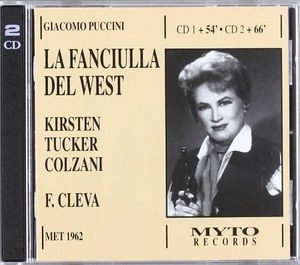 2
CD
GIACOMO PUCCINI
CD 1 + 54' • CD 2 + 66'
LA FANCIULLA
DEL WEST
KIRSTEN
TUCKER
COLZANI
F. CLEVA
MET 1962
MYTO
RECORDS